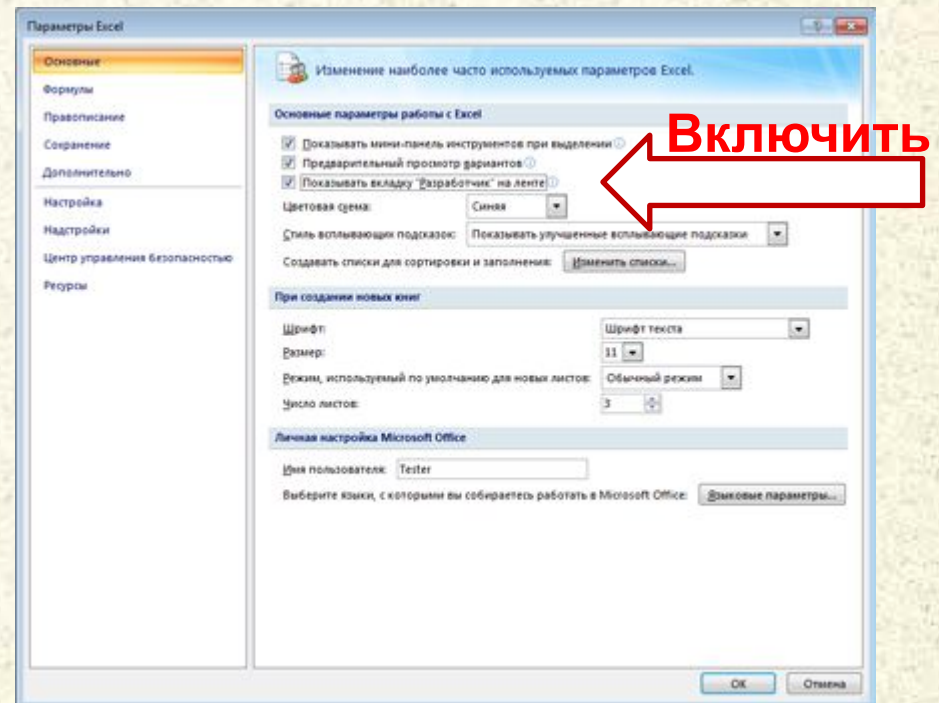 Параметры Excel
Основные
Формулы
Правописание
Сохранение
Дополнительно
Настройка
Надстройки
Центр управления безопасностью
Ресурсы
Изменение наиболее часто используемых параметров Excel.
Основные параметры работы с Excel
Показывать мини-панель инструментов при выделении
Предварительный просмотр вариантов
Показывать вкладку "Разработчик" на ленте
Включить
Цветовая схема: Синяя
Стиль всплывающих подсказок: Показывать улучшенные всплывающие подсказки
Создавать списки для сортировки и заполнения: Изменить списки...
При создании новых книг
Шрифт: Шрифт текста
Размер: 11
Режим, используемый по умолчанию для новых листов: Обычный режим
Число листов: 3
Личная настройка Microsoft Office
Имя пользователя: Tester
Выберите языки, с которыми вы собираетесь работать в Microsoft Office: Языковые параметры...
ОК Отмена